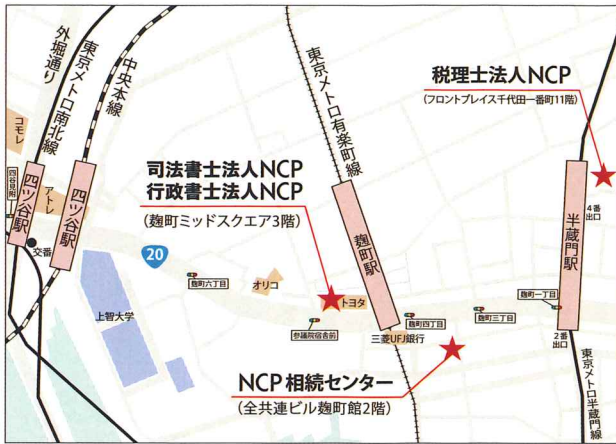 外堀通り
東京メトロ南北線
中央本線
東京メトロ有楽町線
税理士法人NCP
(フロントプレイス千代田一番町11階)
コモレ
四谷見附
アトレ
四ツ谷駅
四ツ谷駅
交番
司法書士法人NCP
行政書士法人NCP
(麹町ミッドスクエア3階)
麹町駅
半蔵門駅
4番
出口
20
上智大学
麹町六丁目
オリコ
トヨタ
参議院宿舎前
三菱UFJ銀行
麹町四丁目
麹町三丁目
麹町一丁目
2番
出口
NCP相続センター
(全共連ビル麹町館2階)
東京メトロ半蔵門線